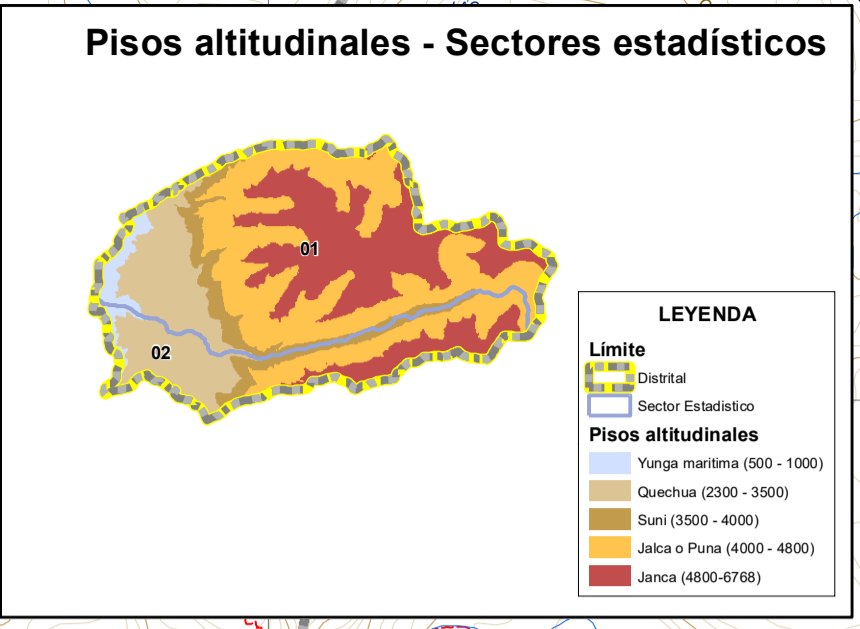 Pisos altitudinales - Sectores estadísticos
01
02
LEYENDA
Límite
Distrital
Sector Estadistico
Pisos altitudinales
Yunga maritima (500 - 1000)
Quechua (2300 - 3500)
Suni (3500 - 4000)
Jalca o Puna (4000 - 4800)
Janca (4800-6768)